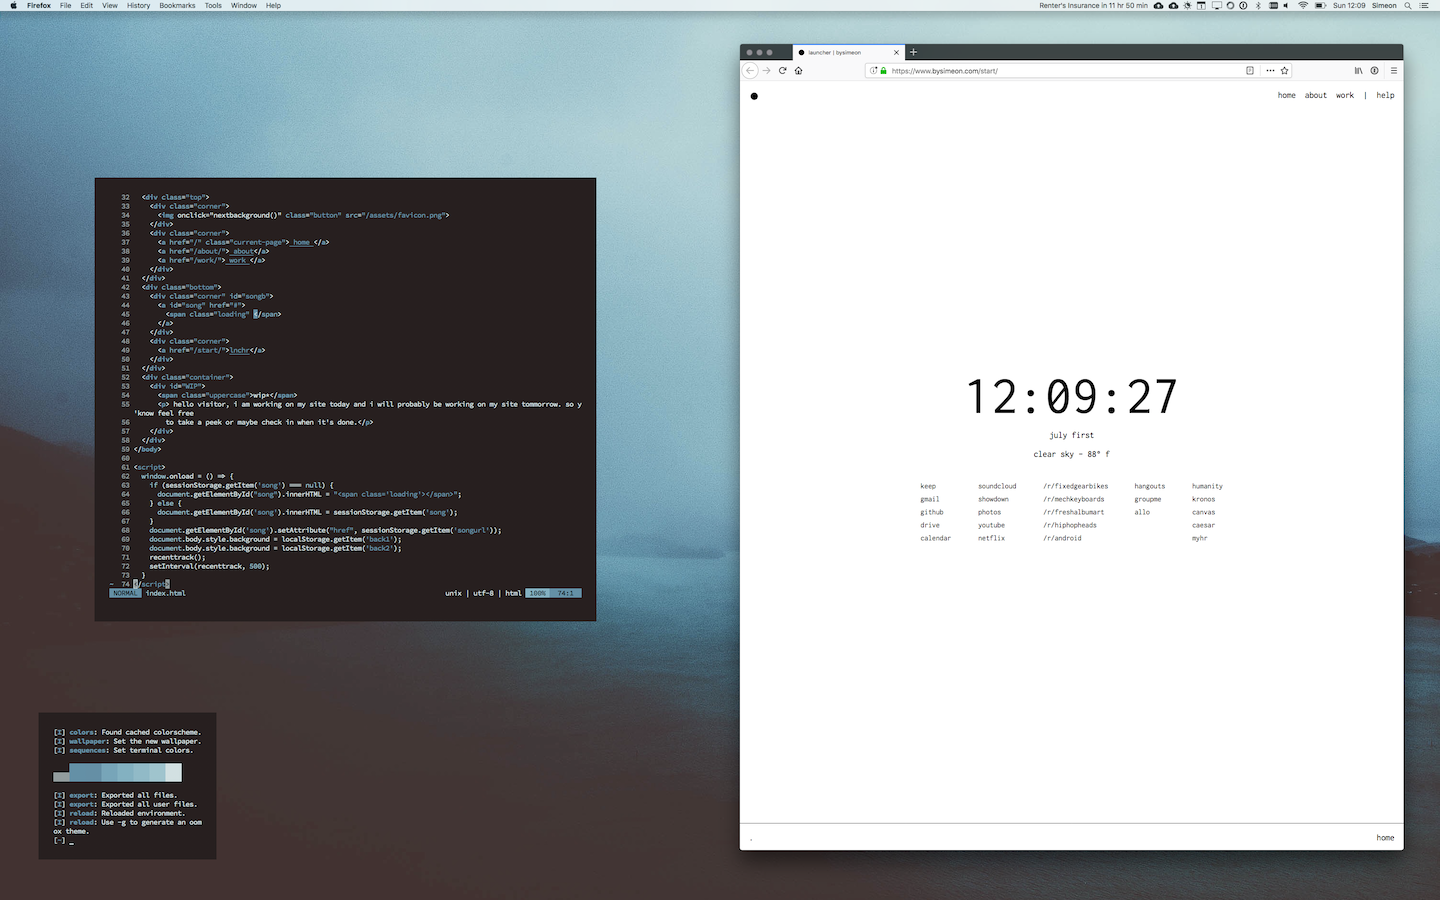 Firefox File Edit View History Bookmarks Tools Window Help
Renter's Insurance in 11 hr 50 min Sun 12:09 Simeon
32 <div class="top">
33 <div class="corner">
34 <img onclick="nextbackground()" class="button" src="/assets/favicon.png">
35 </div>
36 <div class="corner">
37 <a href="/" class="current-page"> home </a>
38 <a href="/about/"> about</a>
39 <a href="/work/"> work </a>
40 </div>
41 </div>
42 <div class="bottom">
43 <div class="corner" id="songb">
44 <a id="song" href="#">
45 <span class="loading" </span>
46 </a>
47 </div>
48 <div class="corner">
49 <a href="/start/">lnchr</a>
50 </div>
51 </div>
52 <div class="container">
53 <div id="WIP">
54 <span class="uppercase">wip*</span>
55 <p> hello visitor, i am working on my site today and i will probably be working on my site tommorrow. so y
'know feel free
56 to take a peek or maybe check in when it's done.</p>
57 </div>
58 </div>
59 </body>
60
61 <script>
62 window.onload = () => {
63 if (sessionStorage.getItem('song') === null) {
64 document.getElementById("song").innerHTML = "<span class='loading'></span>";
65 } else {
66 document.getElementById('song').innerHTML = sessionStorage.getItem('song');
67 }
68 document.getElementById('song').setAttribute("href", sessionStorage.getItem('songurl'));
69 document.body.style.background = localStorage.getItem('back1');
70 document.body.style.background = localStorage.getItem('back2');
71 recenttrack();
72 setInterval(recenttrack, 500);
73 }
~ 74 </script>
NORMAL index.html unix | utf-8 | html 100% 74:1
colors: Found cached colorscheme.
wallpaper: Set the new wallpaper.
sequences: Set terminal colors.
export: Exported all files.
export: Exported all user files.
reload: Reloaded environment.
reload: Use -g to generate an oom
ox theme.
[~] _
launcher | bysimeon
https://www.bysimeon.com/start/
home about work | help
12:09:27
july first
clear sky - 88° f
keep soundcloud /r/fixedgearbikes hangouts humanity
gmail showdown /r/mechkeyboards groupme kronos
github photos /r/freshalbumart allo canvas
drive youtube /r/hiphopheads caesar
calendar netflix /r/android myhr
. home